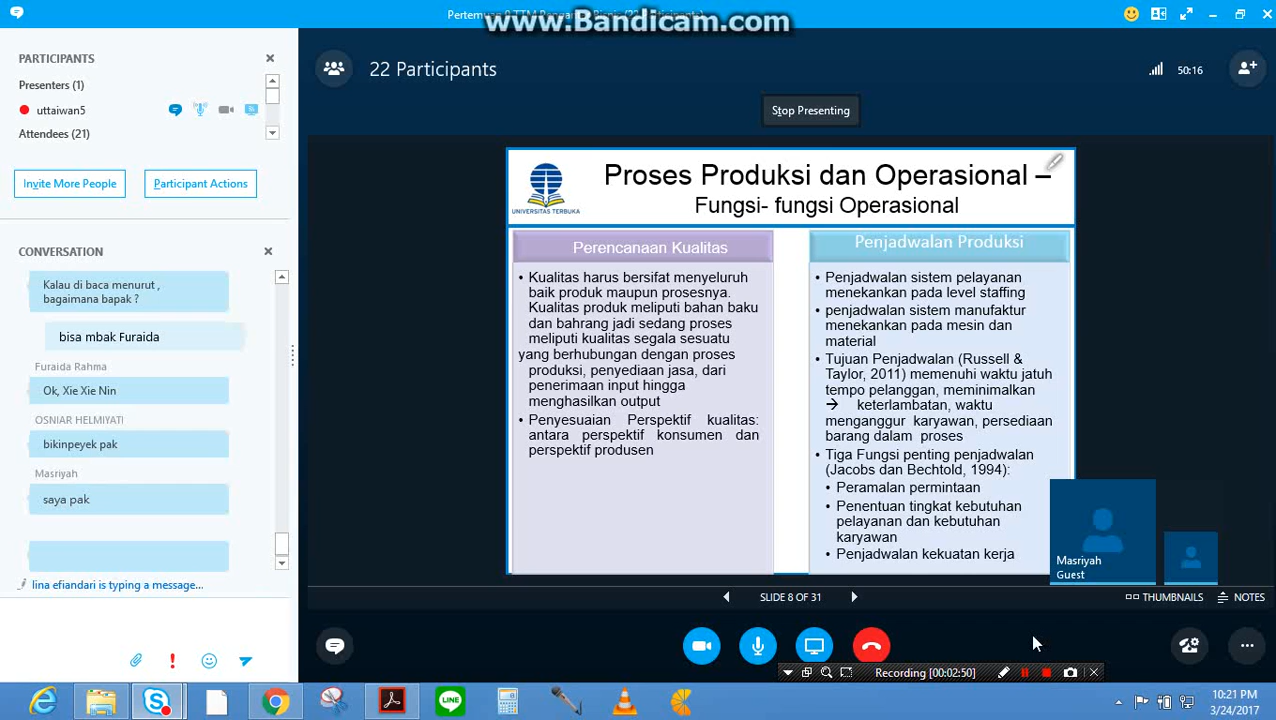 Pertemuan
www.Bandicam.com
PARTICIPANTS
Presenters (1)
uttaiwan5
Attendees (21)
Invite More People
Participant Actions
CONVERSATION
Kalau di baca menurut ,
bagaimana bapak ?
bisa mbak Furaida
Furaida Rahma
Ok, Xie Xie Nin
OSNIAR HELMIYATI
bikinpeyek pak
Masriyah
saya pak
lina efiandari is typing a message...
22 Participants
50:16
Stop Presenting
UNIVERSITAS TERBUKA
Proses Produksi dan Operasional –
Fungsi- fungsi Operasional
Perencanaan Kualitas
• Kualitas harus bersifat menyeluruh
baik produk maupun prosesnya.
Kualitas produk meliputi bahan baku
dan bahrang jadi sedang proses
meliputi kualitas segala sesuatu
yang berhubungan dengan proses
produksi, penyediaan jasa, dari
penerimaan input hingga
menghasilkan output
• Penyesuaian Perspektif kualitas:
antara perspektif konsumen dan
perspektif produsen
Penjadwalan Produksi
• Penjadwalan sistem pelayanan
menekankan pada level staffing
• penjadwalan sistem manufaktur
menekankan pada mesin dan
material
• Tujuan Penjadwalan (Russell &
Taylor, 2011) memenuhi waktu jatuh
tempo pelanggan, meminimalkan
→ keterlambatan, waktu
menganggur karyawan, persediaan
barang dalam proses
• Tiga Fungsi penting penjadwalan
(Jacobs dan Bechtold, 1994):
• Peramalan permintaan
• Penentuan tingkat kebutuhan
pelayanan dan kebutuhan
karyawan
• Penjadwalan kekuatan kerja
Masriyah
Guest
SLIDE 8 OF 31
THUMBNAILS
NOTES
Recording [00:02:50]
LINE
10:21 PM
3/24/2017